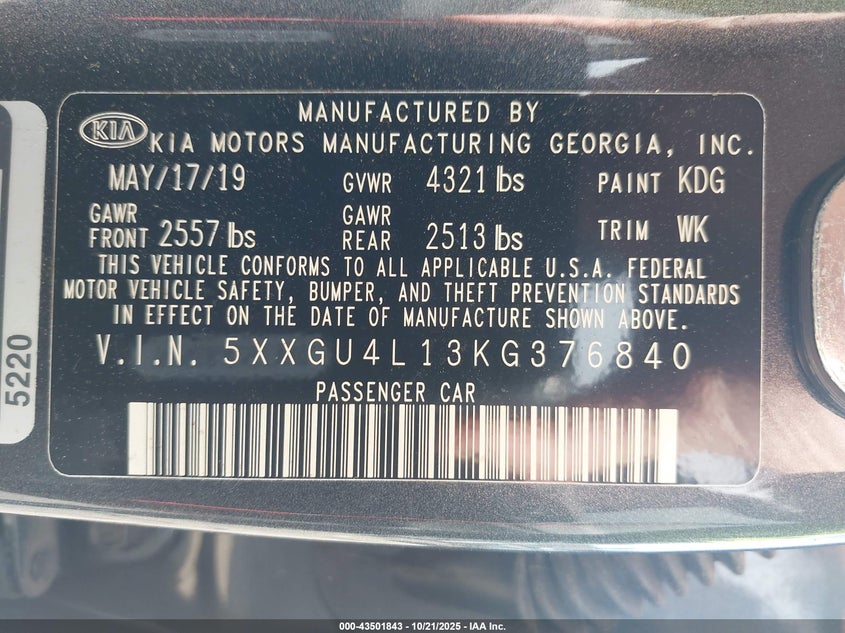 MANUFACTURED BY
KIA KIA MOTORS MANUFACTURING GEORGIA, INC.
MAY/17/19 GVWR 4321 lbs PAINT KDG
GAWR FRONT 2557 lbs GAWR REAR 2513 lbs TRIM WK
THIS VEHICLE CONFORMS TO ALL APPLICABLE U.S.A. FEDERAL
MOTOR VEHICLE SAFETY, BUMPER, AND THEFT PREVENTION STANDARDS
IN EFFECT ON THE DATE OF MANUFACTURE SHOWN ABOVE.
V.I.N. 5XXGU4L13KG376840
PASSENGER CAR
5220
000-43501843 - 10/21/2025 - IAA Inc.